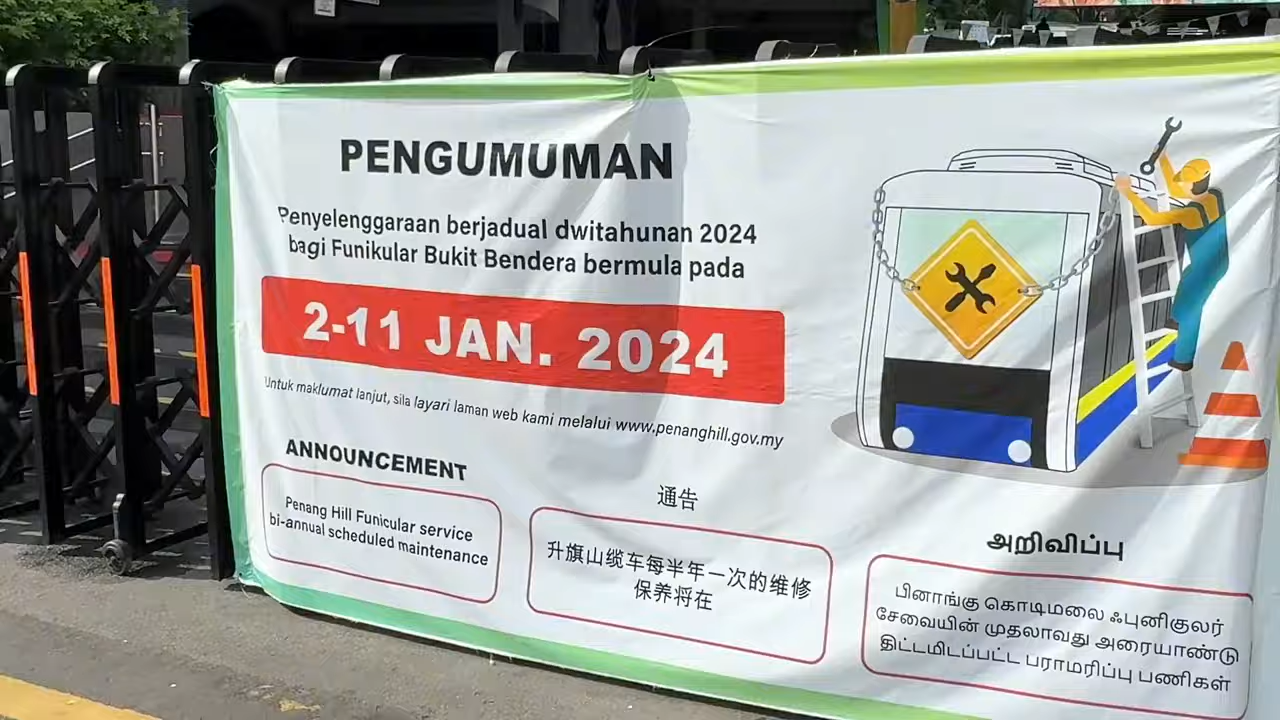 PENGUMUMAN
Penyelenggaraan berjadual dwitahunan 2024
bagi Funikular Bukit Bendera bermula pada
2-11 JAN. 2024
Untuk maklumat lanjut, sila layari laman web kami melalui www.penanghill.gov.my
ANNOUNCEMENT
Penang Hill Funicular service
bi-annual scheduled maintenance
通告
升旗山缆车每半年一次的维修
保养将在
அறிவிப்பு
பினாங்கு கொடிமலை ஃபுனிகுலர்
சேவையின் முதலாவது அரையாண்டு
திட்டமிடப்பட்ட பராமரிப்பு பணிகள்